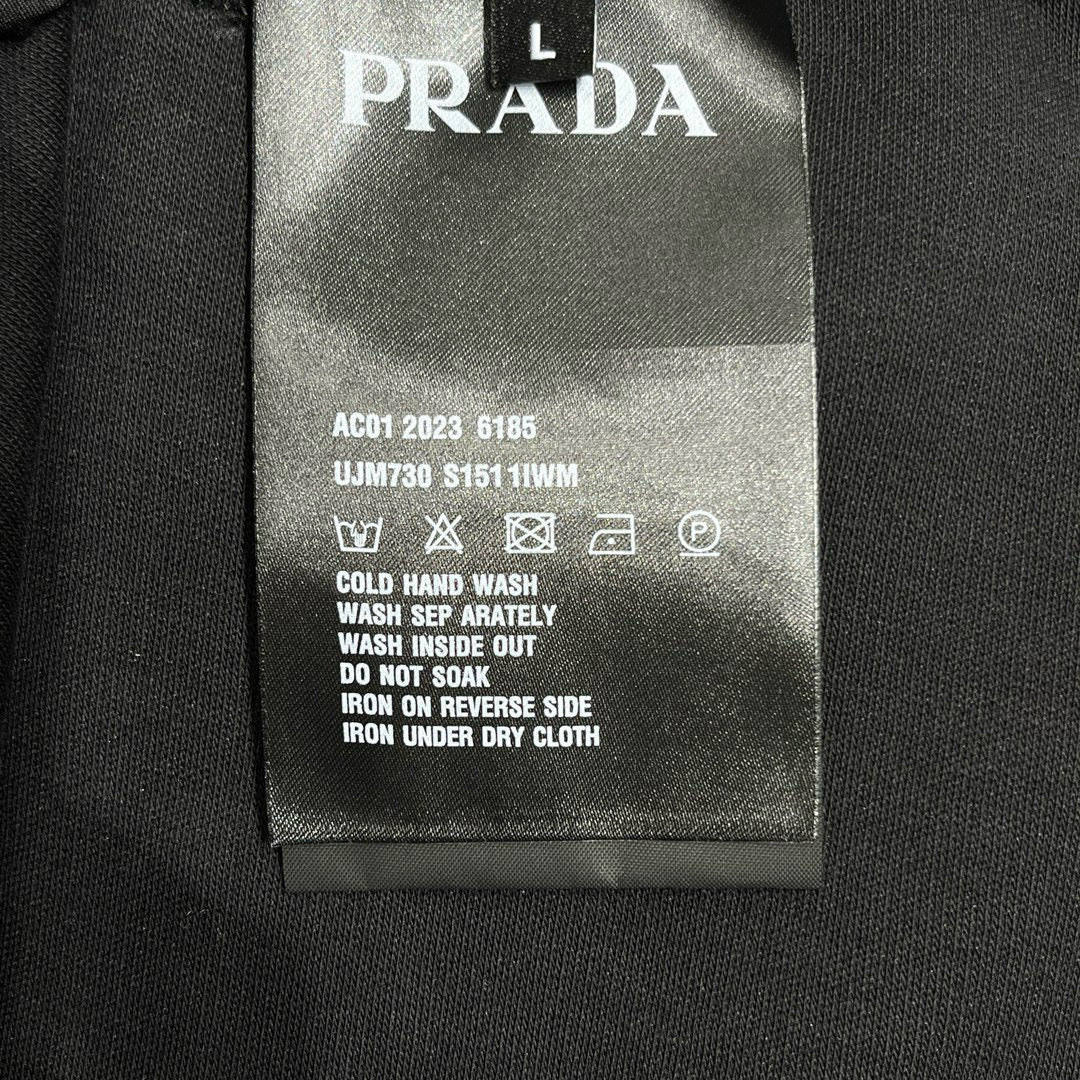 L
PRADA
AC01 2023 6185
UJM730 S151 1IWM
P
COLD HAND WASH
WASH SEP ARATELY
WASH INSIDE OUT
DO NOT SOAK
IRON ON REVERSE SIDE
IRON UNDER DRY CLOTH